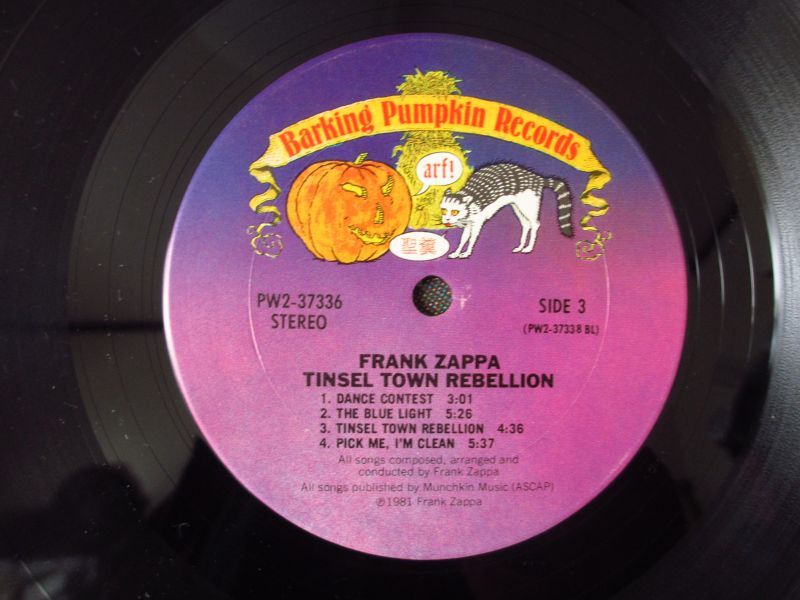 Barking Pumpkin Records
arf!
聖糞
PW2-37336
STEREO
SIDE 3
(PW2-37338 BL)
FRANK ZAPPA
TINSEL TOWN REBELLION
1. DANCE CONTEST 3:01
2. THE BLUE LIGHT 5:26
3. TINSEL TOWN REBELLION 4:36
4. PICK ME, I'M CLEAN 5:37
All songs composed, arranged and
conducted by Frank Zappa
All songs published by Munchkin Music (ASCAP)
℗1981 Frank Zappa